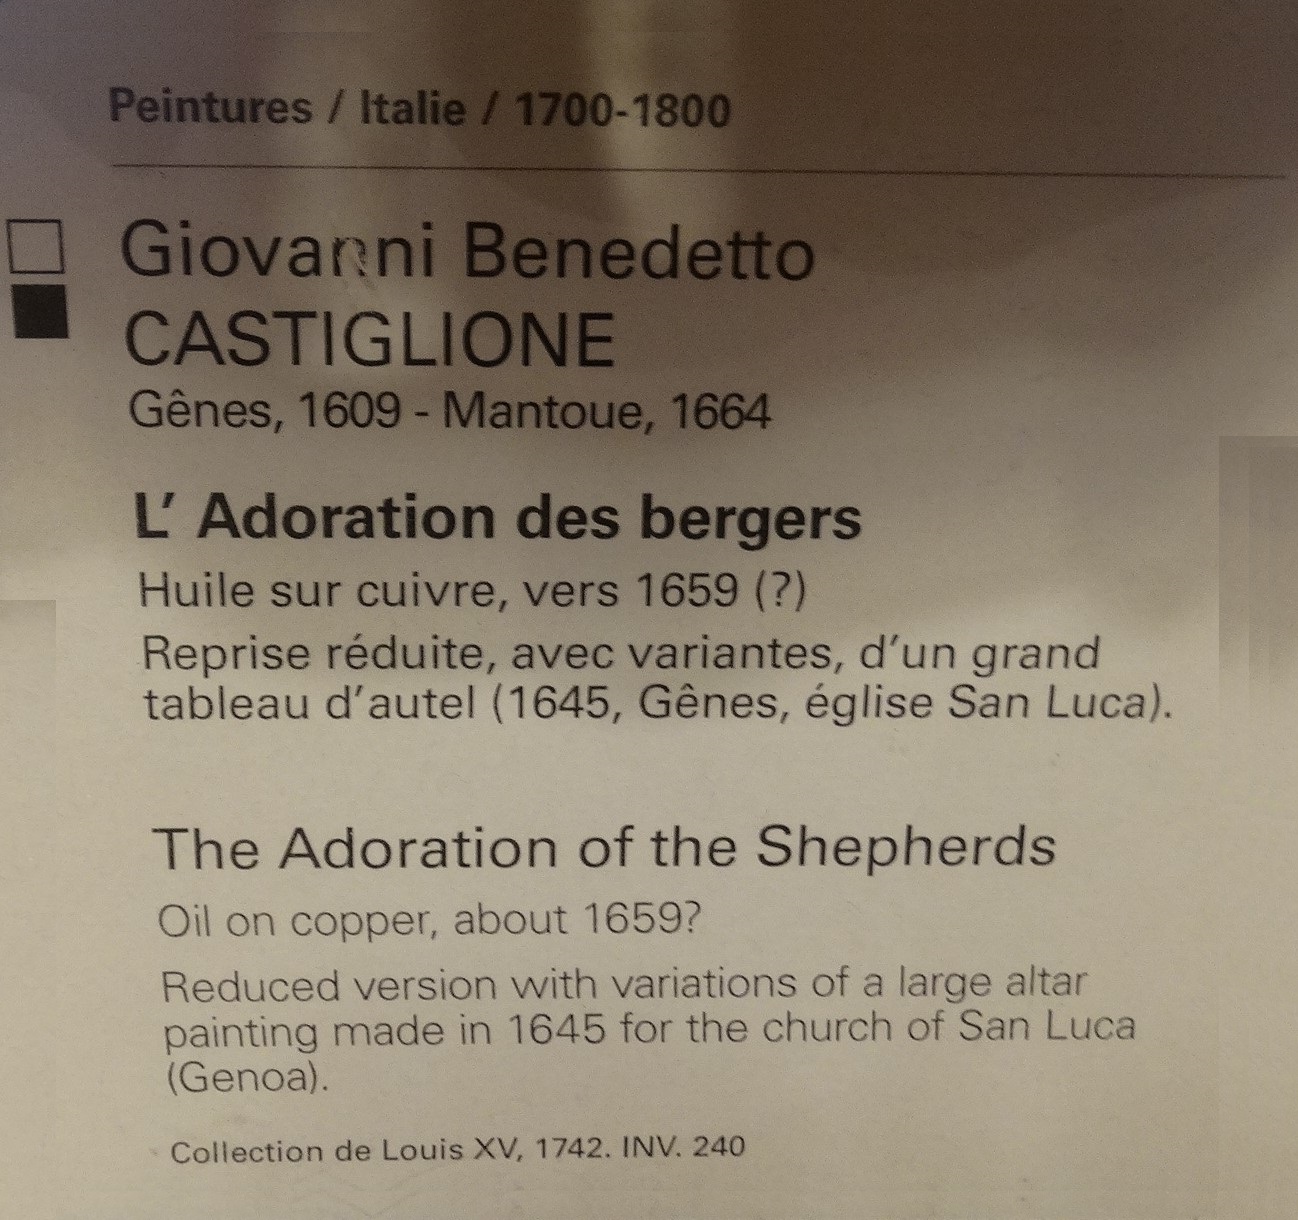 Peintures / Italie / 1700-1800
Giovanni Benedetto
CASTIGLIONE
Gênes, 1609 - Mantoue, 1664
L' Adoration des bergers
Huile sur cuivre, vers 1659 (?)
Reprise réduite, avec variantes, d'un grand
tableau d'autel (1645, Gênes, église San Luca).
The Adoration of the Shepherds
Oil on copper, about 1659?
Reduced version with variations of a large altar
painting made in 1645 for the church of San Luca
(Genoa).
Collection de Louis XV, 1742. INV. 240